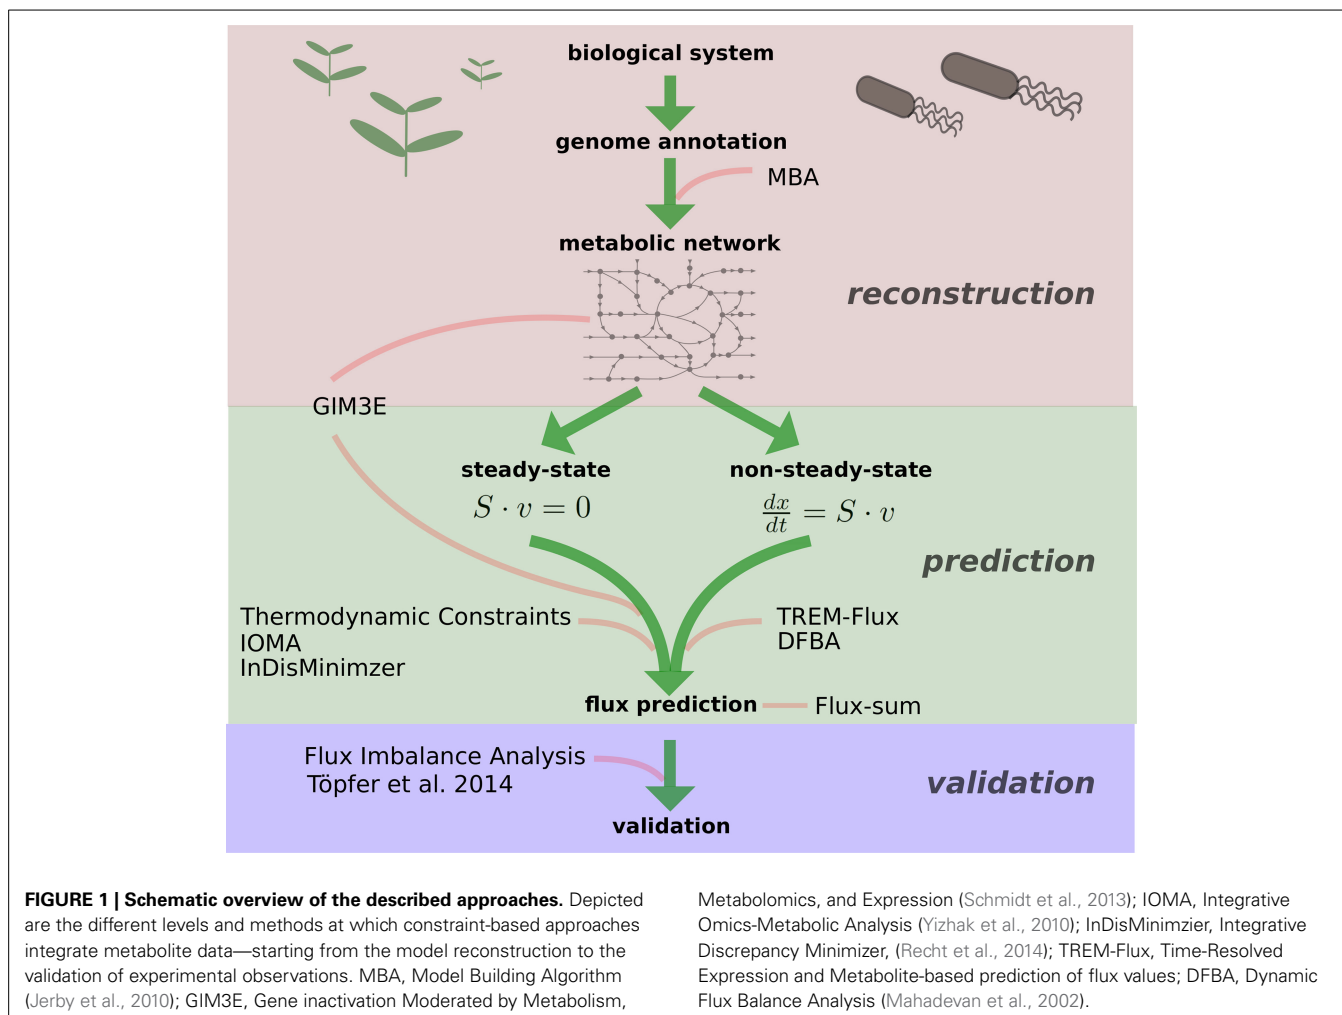 biological system
genome annotation
MBA
metabolic network
reconstruction
GIM3E
steady-state
non-steady-state
S · v = 0
dx/dt = S · v
prediction
Thermodynamic Constraints
IOMA
InDisMinimzer
TREM-Flux
DFBA
flux prediction
Flux-sum
Flux Imbalance Analysis
Töpfer et al. 2014
validation
validation
FIGURE 1 | Schematic overview of the described approaches. Depicted
are the different levels and methods at which constraint-based approaches
integrate metabolite data—starting from the model reconstruction to the
validation of experimental observations. MBA, Model Building Algorithm
(Jerby et al., 2010); GIM3E, Gene inactivation Moderated by Metabolism,
Metabolomics, and Expression (Schmidt et al., 2013); IOMA, Integrative
Omics-Metabolic Analysis (Yizhak et al., 2010); InDisMinimzier, Integrative
Discrepancy Minimizer, (Recht et al., 2014); TREM-Flux, Time-Resolved
Expression and Metabolite-based prediction of flux values; DFBA, Dynamic
Flux Balance Analysis (Mahadevan et al., 2002).